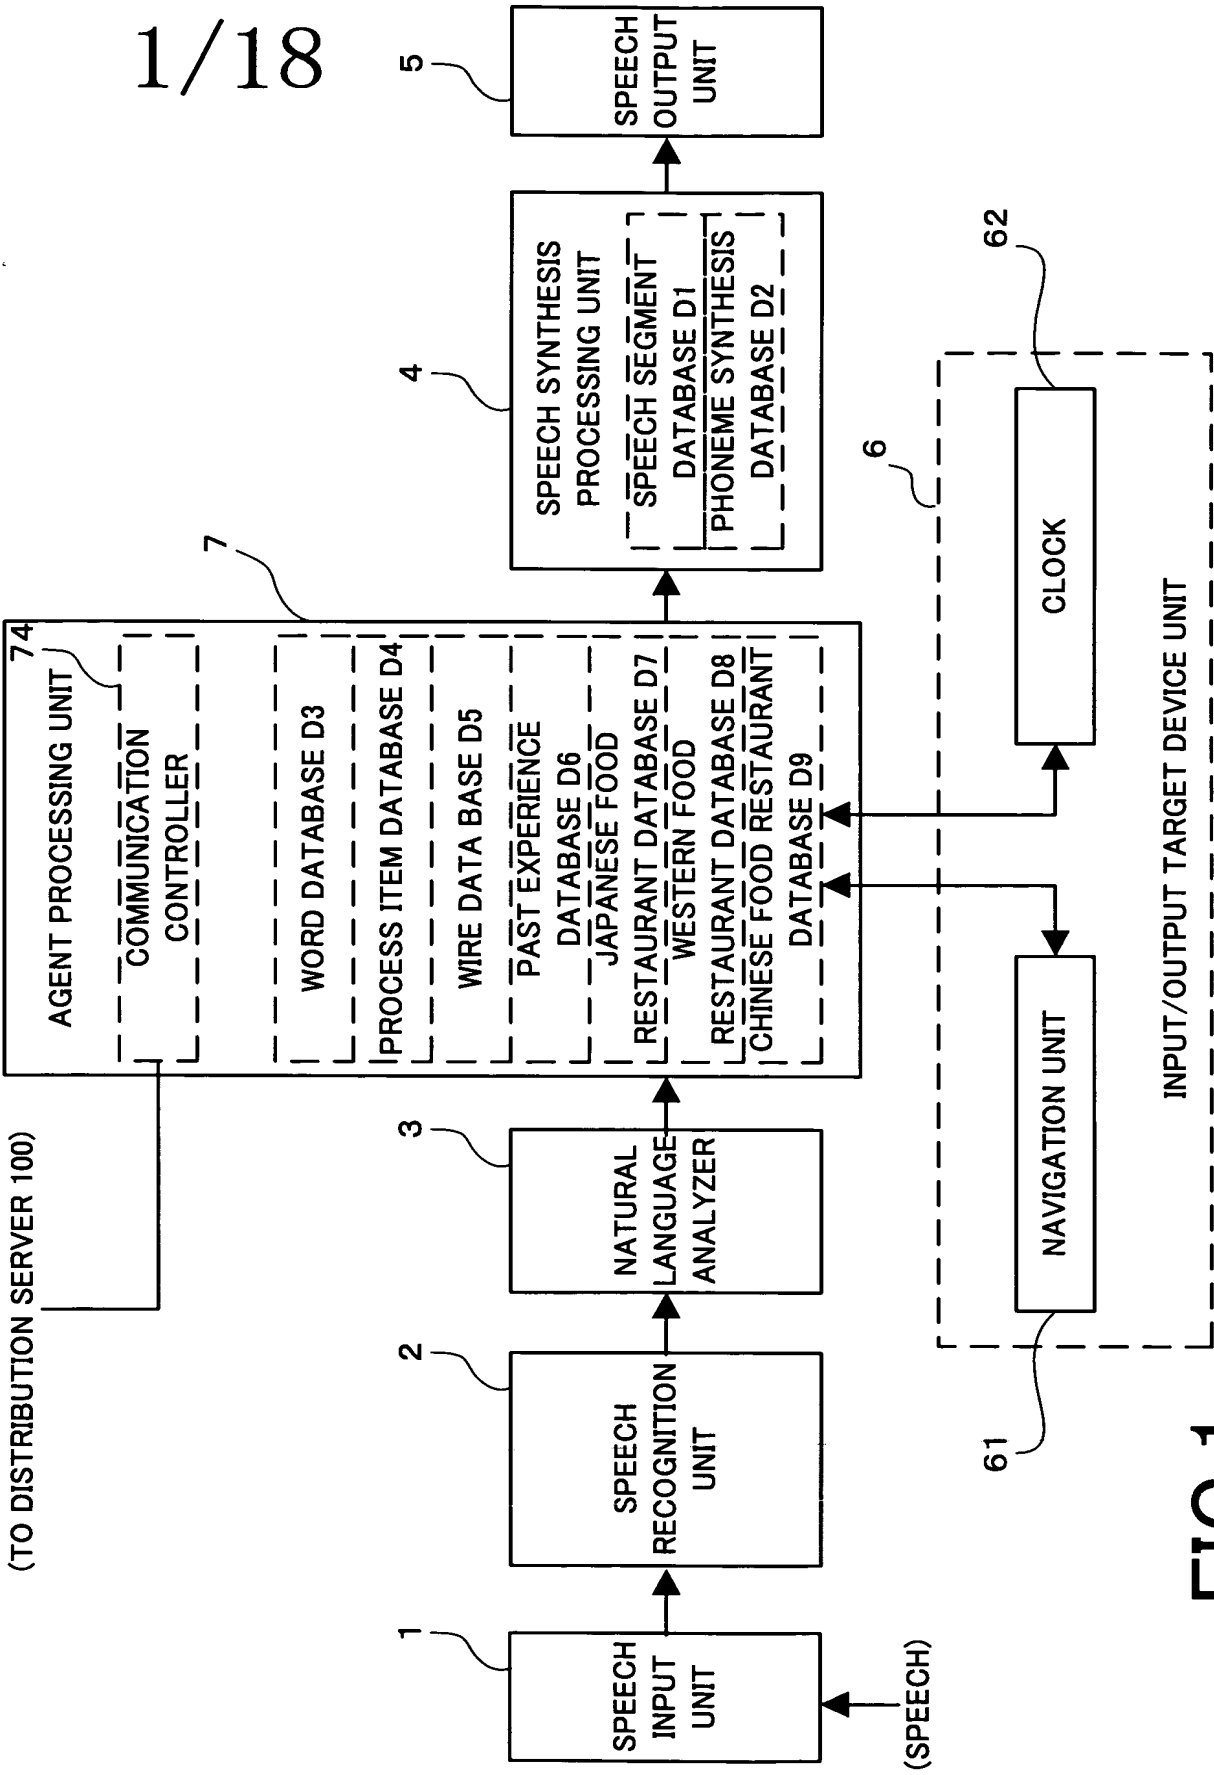 1/18
(TO DISTRIBUTION SERVER 100)
AGENT PROCESSING UNIT
74
COMMUNICATION
CONTROLLER
7
WORD DATABASE D3
PROCESS ITEM DATABASE D4
WIRE DATA BASE D5
PAST EXPERIENCE
DATABASE D6
JAPANESE FOOD
RESTAURANT DATABASE D7
WESTERN FOOD
RESTAURANT DATABASE D8
CHINESE FOOD RESTAURANT
DATABASE D9
1
SPEECH
INPUT
UNIT
(SPEECH)
2
SPEECH
RECOGNITION
UNIT
3
NATURAL
LANGUAGE
ANALYZER
4
SPEECH SYNTHESIS
PROCESSING UNIT
SPEECH SEGMENT
DATABASE D1
PHONEME SYNTHESIS
DATABASE D2
5
SPEECH
OUTPUT
UNIT
6
61
NAVIGATION UNIT
62
CLOCK
INPUT/OUTPUT TARGET DEVICE UNIT
FIG. 1